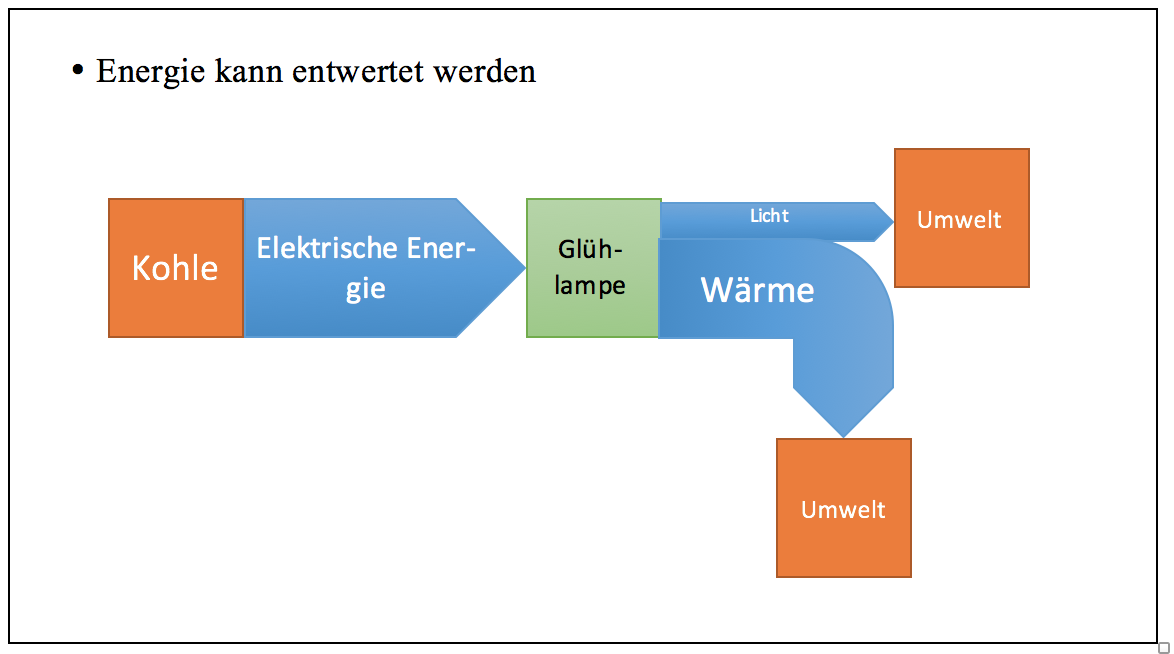 • Energie kann entwertet werden
Kohle
Elektrische Ener-
gie
Glüh-
lampe
Licht
Wärme
Umwelt
Umwelt